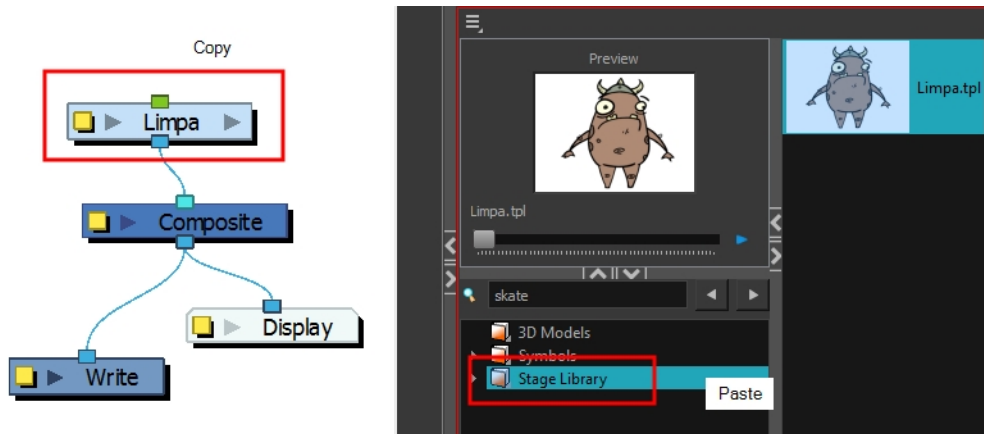 Copy
Limpa
Composite
Display
Write
Preview
Limpa.tpl
Limpa.tpl
skate
3D Models
Symbols
Stage Library
Paste